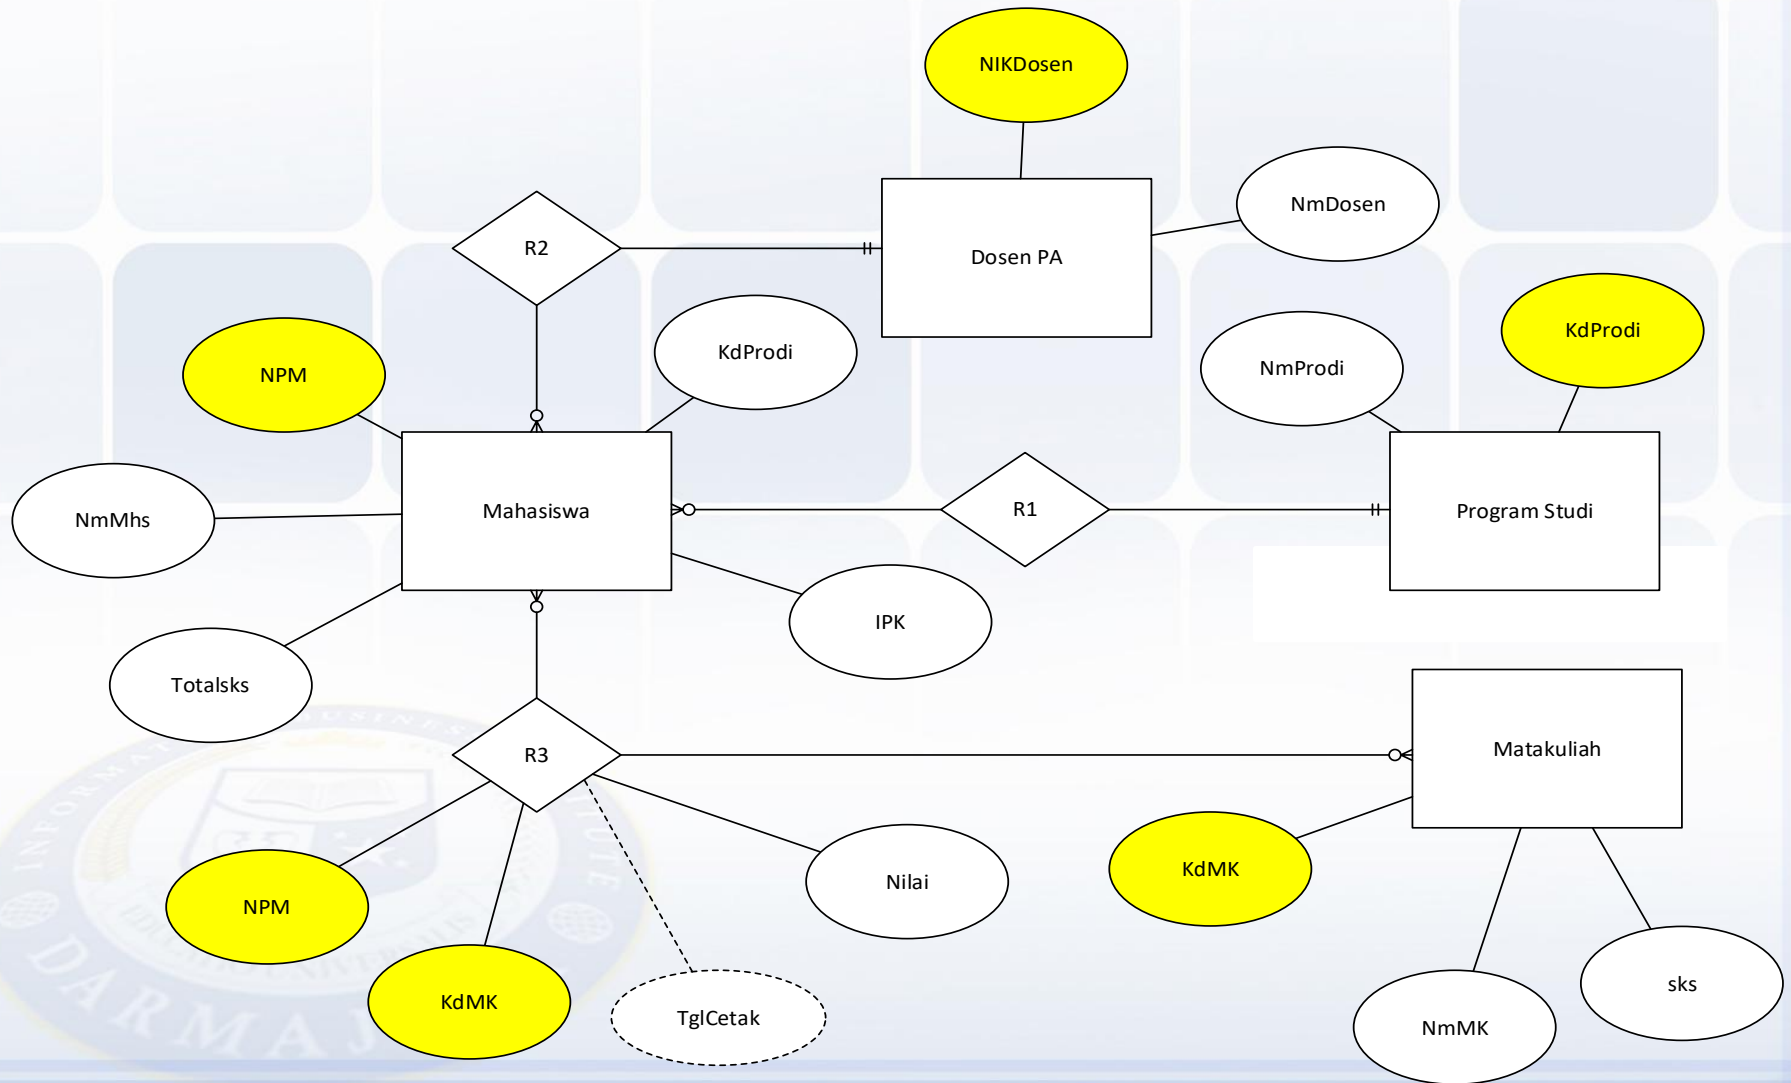 NIKDosen
NmDosen
R2
Dosen PA
KdProdi
KdProdi
NPM
NmProdi
NmMhs
Mahasiswa
R1
Program Studi
IPK
Totalsks
R3
Matakuliah
NPM
Nilai
KdMK
KdMK
TglCetak
NmMK
sks